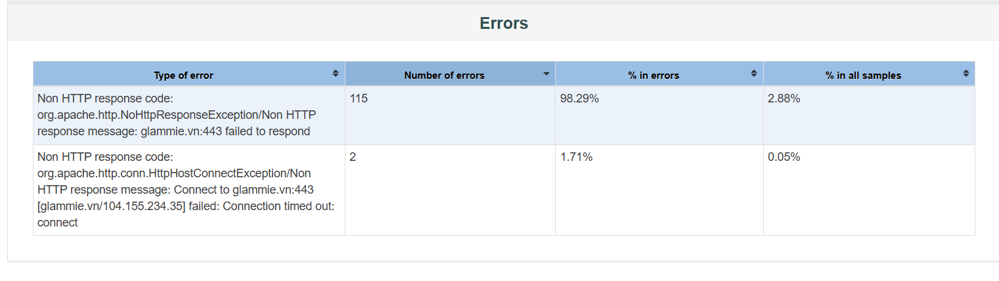 Errors
Type of error
Number of errors
% in errors
% in all samples
Non HTTP response code:
org.apache.http.NoHttpResponseException/Non HTTP
response message: glammie.vn:443 failed to respond
115
98.29%
2.88%
Non HTTP response code:
org.apache.http.conn.HttpHostConnectException/Non
HTTP response message: Connect to glammie.vn:443
[glammie.vn/104.155.234.35] failed: Connection timed out:
connect
2
1.71%
0.05%